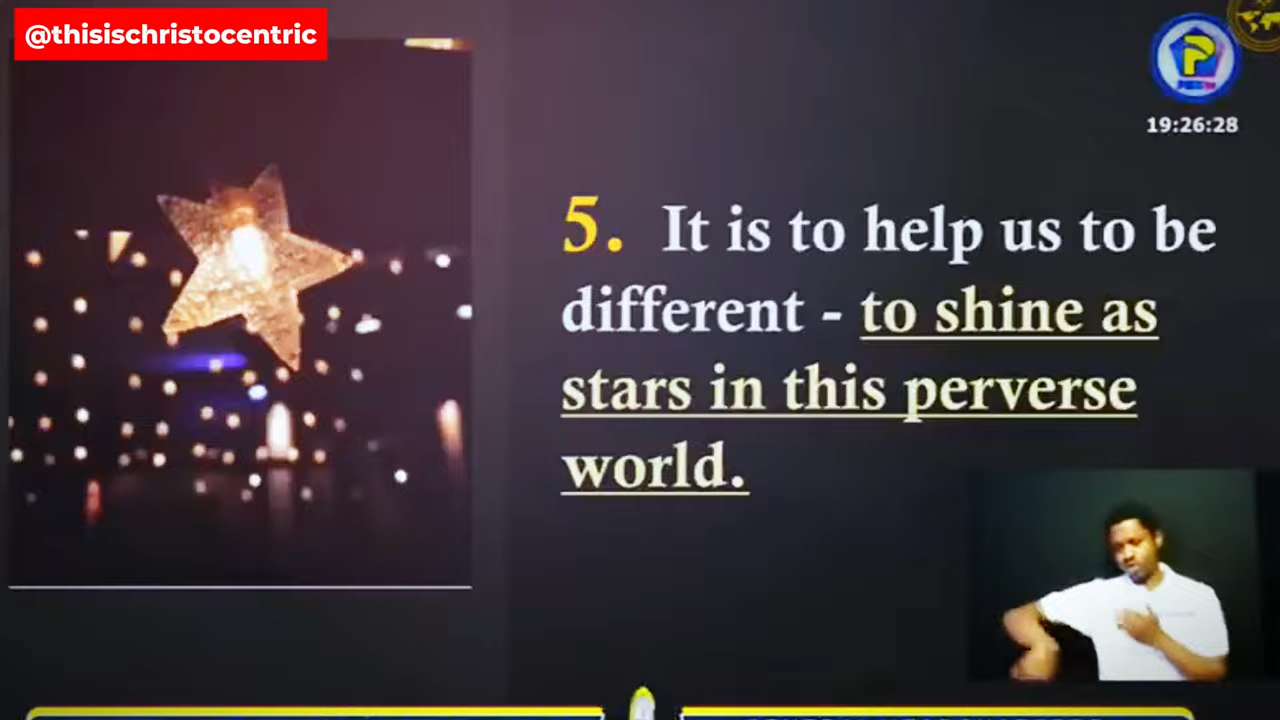 @thisischristocentric
19:26:28
5. It is to help us to be
different - to shine as
stars in this perverse
world.